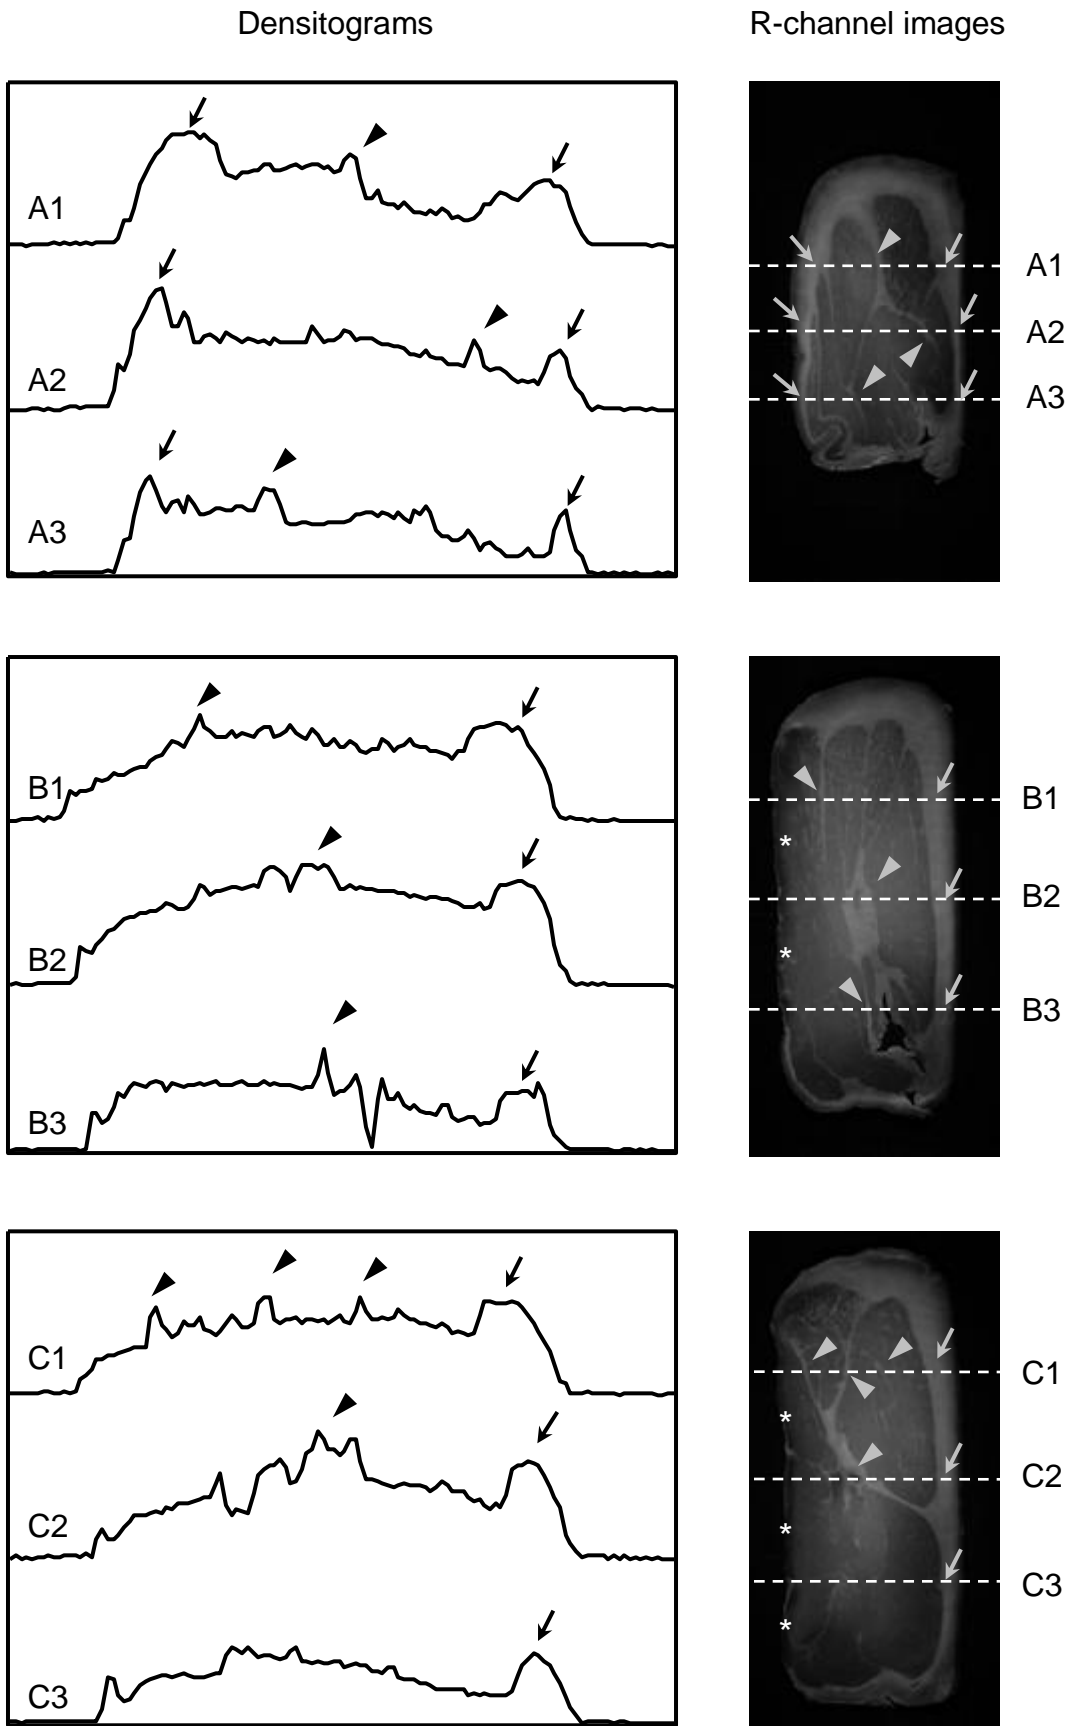 Densitograms R-channel images
A1
A1
A2
A2
A3
A3
B1
B1
*
B2
B2
*
B3
B3
C1
C1
*
C2
C2
*
C3
C3
*